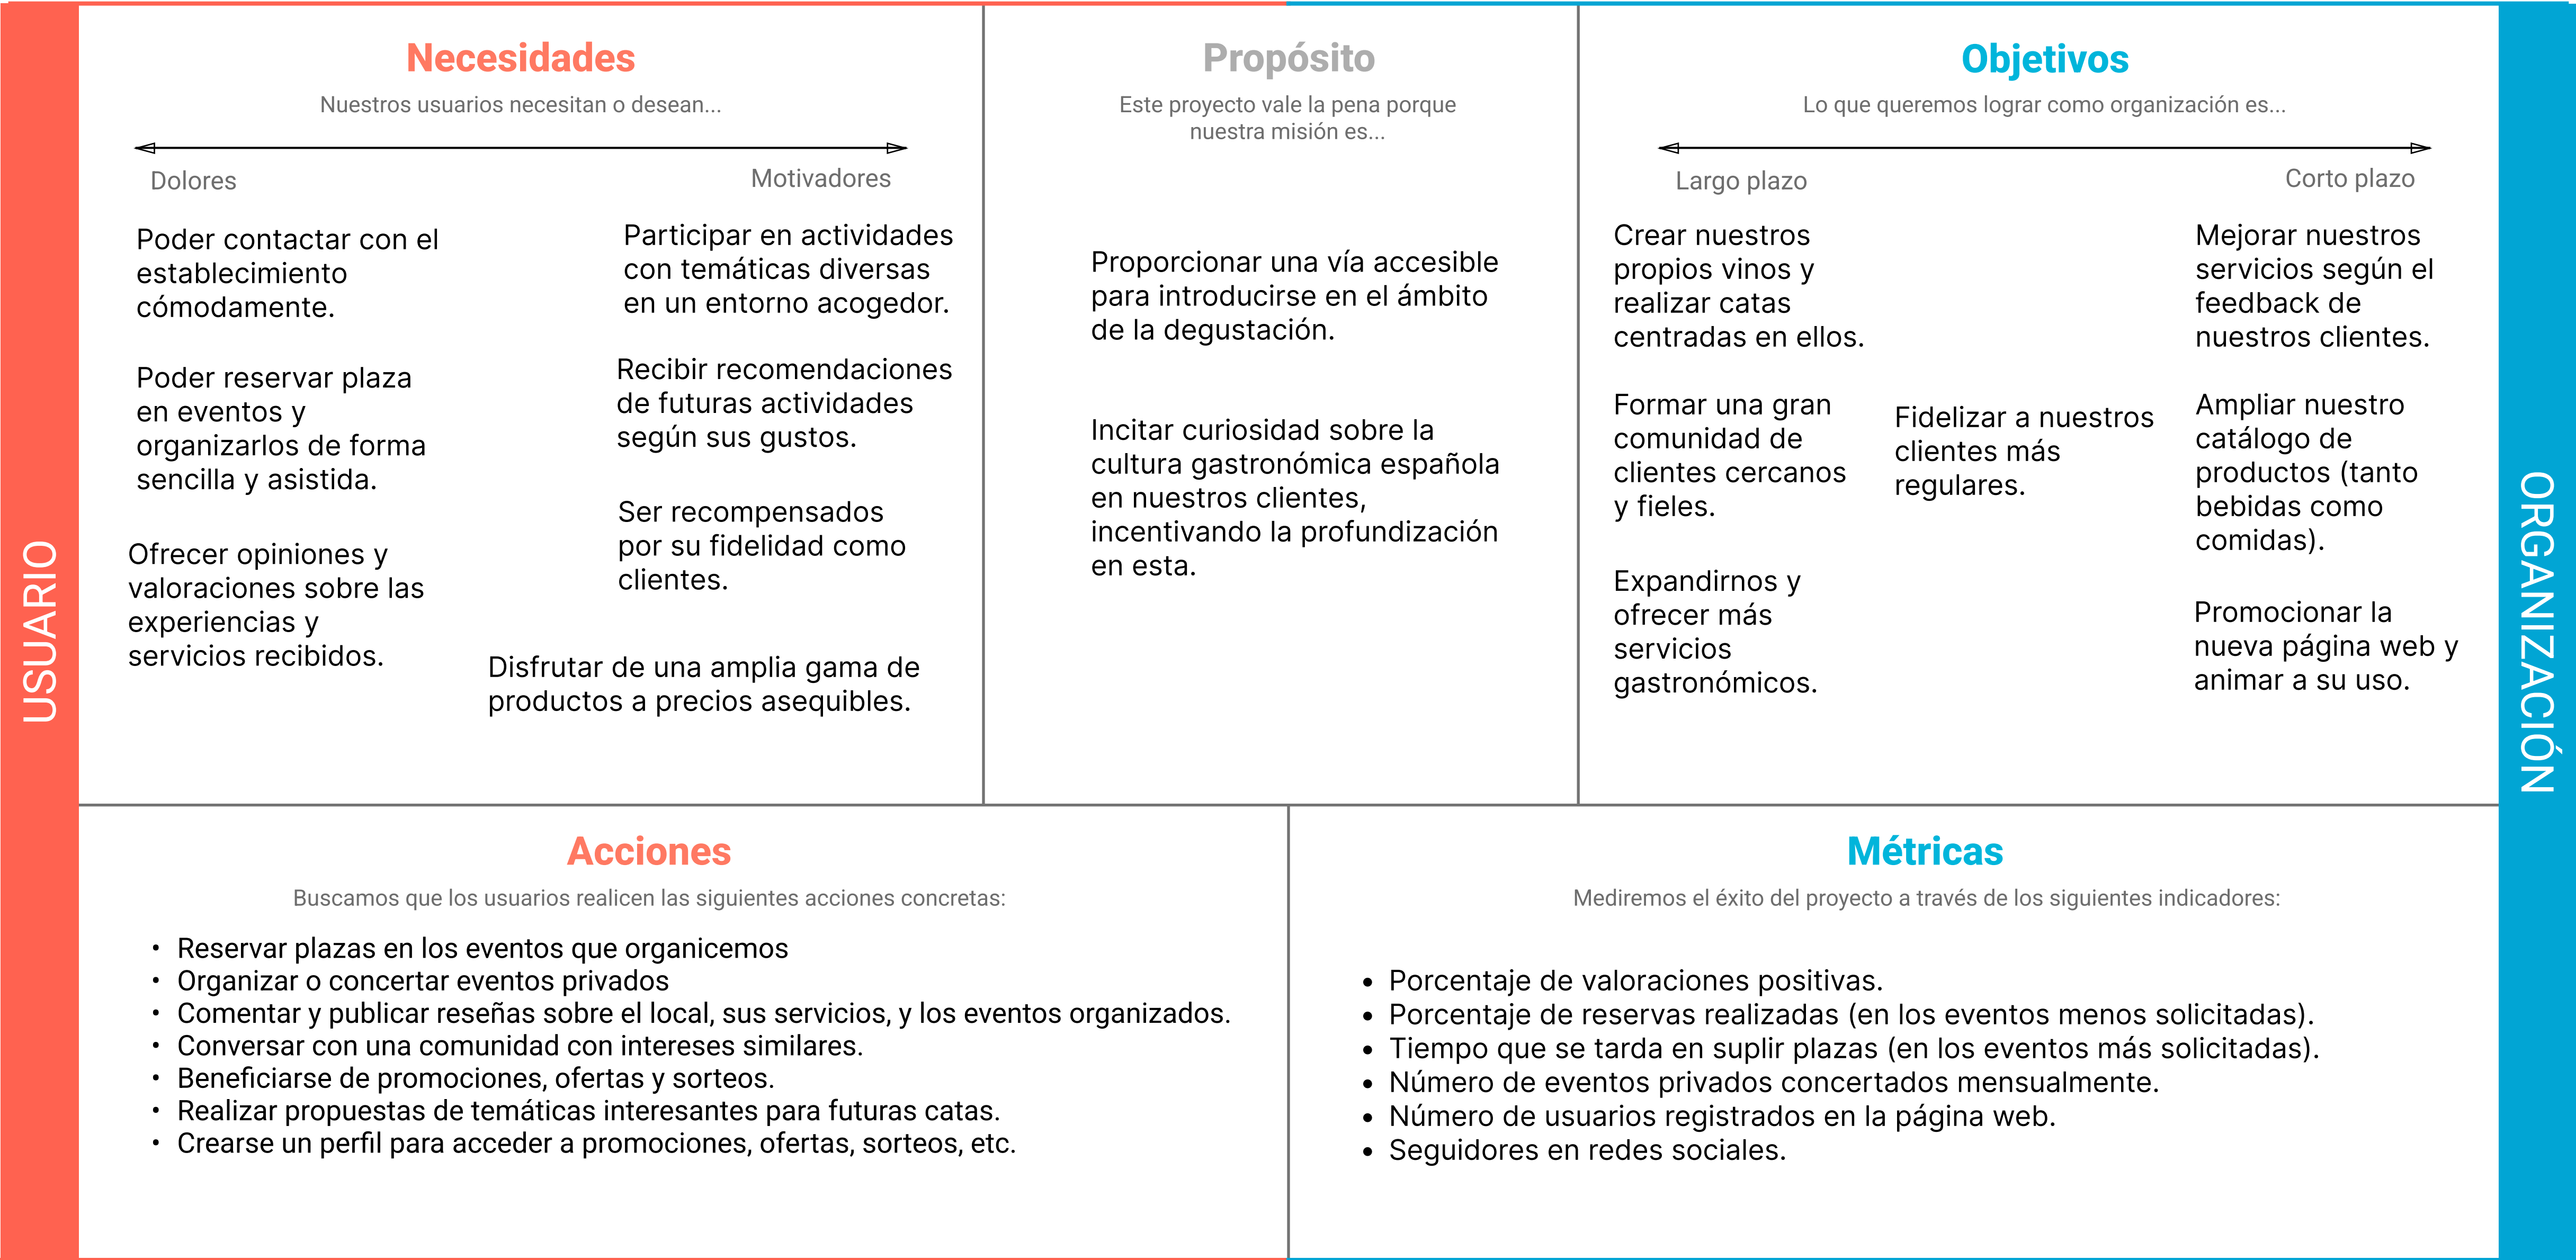 USUARIO
Necesidades
Nuestros usuarios necesitan o desean...
Dolores
Motivadores
Poder contactar con el
establecimiento
cómodamente.
Poder reservar plaza
en eventos y
organizarlos de forma
sencilla y asistida.
Ofrecer opiniones y
valoraciones sobre las
experiencias y
servicios recibidos.
Participar en actividades
con temáticas diversas
en un entorno acogedor.
Recibir recomendaciones
de futuras actividades
según sus gustos.
Ser recompensados
por su fidelidad como
clientes.
Disfrutar de una amplia gama de
productos a precios asequibles.
Propósito
Este proyecto vale la pena porque
nuestra misión es...
Proporcionar una vía accesible
para introducirse en el ámbito
de la degustación.
Incitar curiosidad sobre la
cultura gastronómica española
en nuestros clientes,
incentivando la profundización
en esta.
Objetivos
Lo que queremos lograr como organización es...
Largo plazo
Corto plazo
Crear nuestros
propios vinos y
realizar catas
centradas en ellos.
Formar una gran
comunidad de
clientes cercanos
y fieles.
Expandirnos y
ofrecer más
servicios
gastronómicos.
Fidelizar a nuestros
clientes más
regulares.
Mejorar nuestros
servicios según el
feedback de
nuestros clientes.
Ampliar nuestro
catálogo de
productos (tanto
bebidas como
comidas).
Promocionar la
nueva página web y
animar a su uso.
ORGANIZACIÓN
Acciones
Buscamos que los usuarios realicen las siguientes acciones concretas:
• Reservar plazas en los eventos que organicemos
• Organizar o concertar eventos privados
• Comentar y publicar reseñas sobre el local, sus servicios, y los eventos organizados.
• Conversar con una comunidad con intereses similares.
• Beneficiarse de promociones, ofertas y sorteos.
• Realizar propuestas de temáticas interesantes para futuras catas.
• Crearse un perfil para acceder a promociones, ofertas, sorteos, etc.
Métricas
Mediremos el éxito del proyecto a través de los siguientes indicadores:
• Porcentaje de valoraciones positivas.
• Porcentaje de reservas realizadas (en los eventos menos solicitadas).
• Tiempo que se tarda en suplir plazas (en los eventos más solicitadas).
• Número de eventos privados concertados mensualmente.
• Número de usuarios registrados en la página web.
• Seguidores en redes sociales.